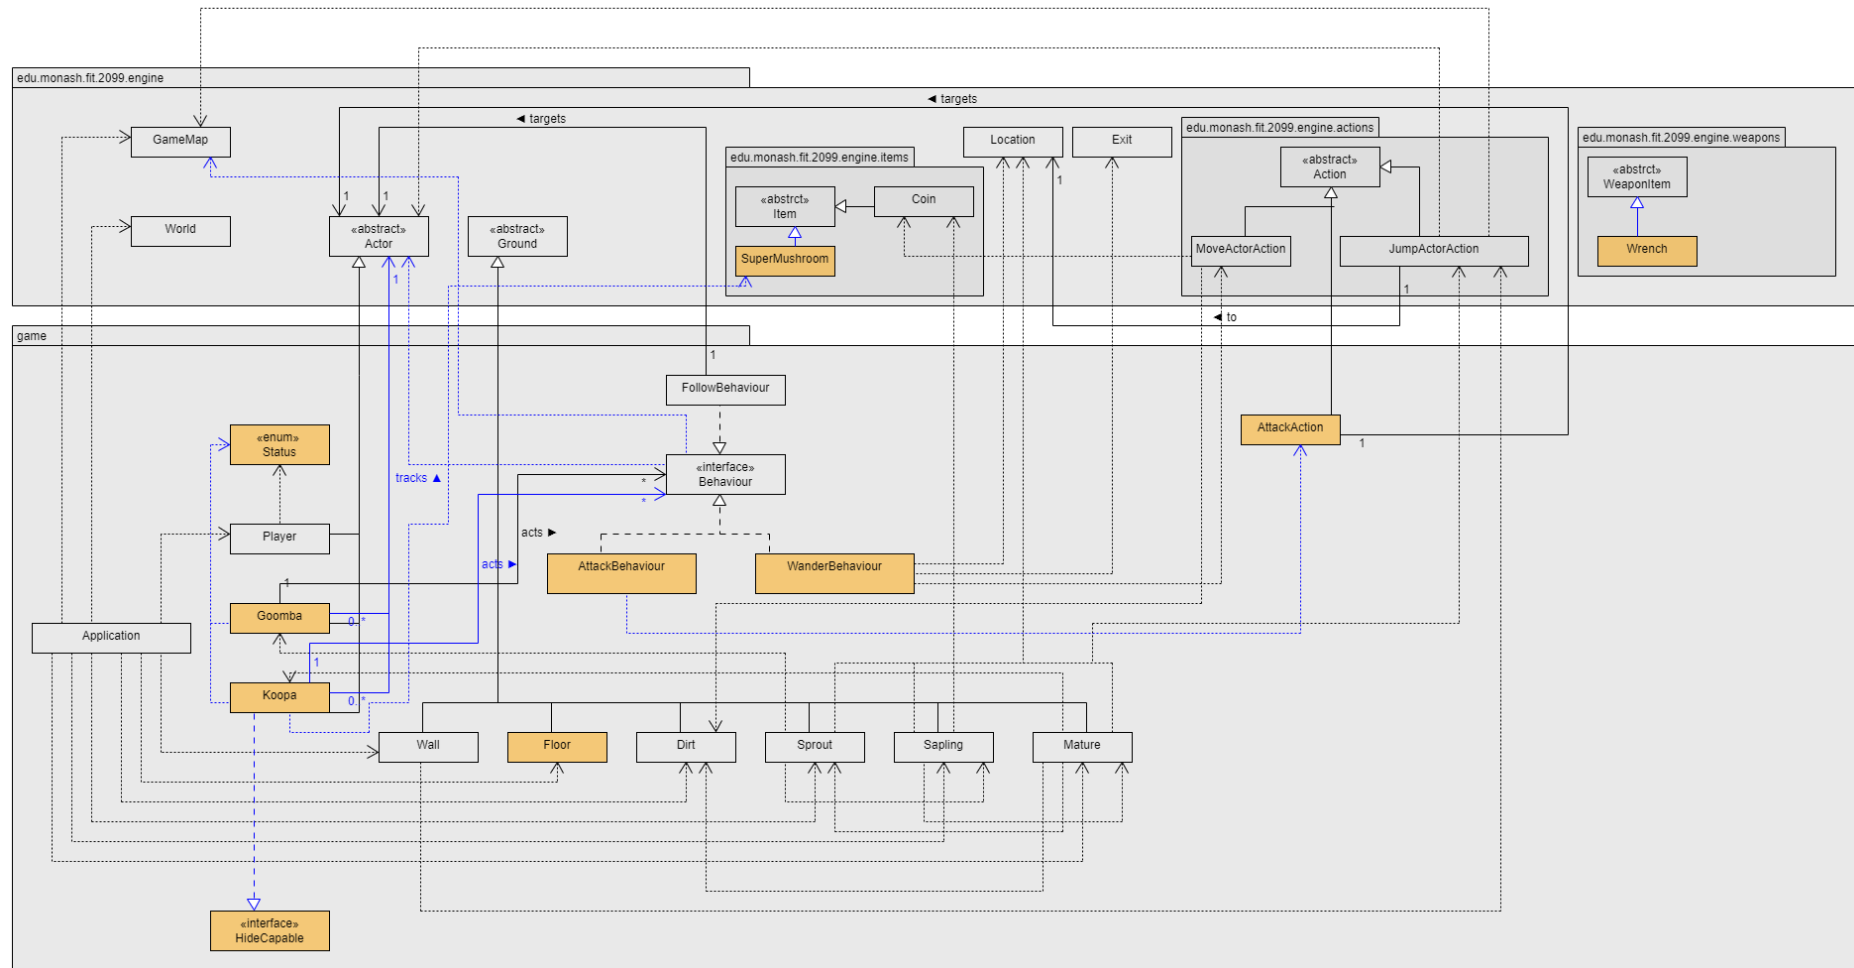 edu.monash.fit.2099.engine
◄ targets
◄ targets
GameMap
Location
Exit
edu.monash.fit.2099.engine.actions
edu.monash.fit.2099.engine.weapons
edu.monash.fit.2099.engine.items
«abstract»
Action
«abstrct»
WeaponItem
1
1
1
«abstrct»
Item
Coin
World
«abstract»
Actor
«abstract»
Ground
SuperMushroom
MoveActorAction
JumpActorAction
Wrench
1
1
◄ to
game
1
FollowBehaviour
AttackAction
1
«enum»
Status
tracks ▲
«interface»
Behaviour
*
*
Player
acts ►
acts ►
AttackBehaviour
WanderBehaviour
1
Goomba
0..*
Application
1
Koopa
0..*
Wall
Floor
Dirt
Sprout
Sapling
Mature
«interface»
HideCapable